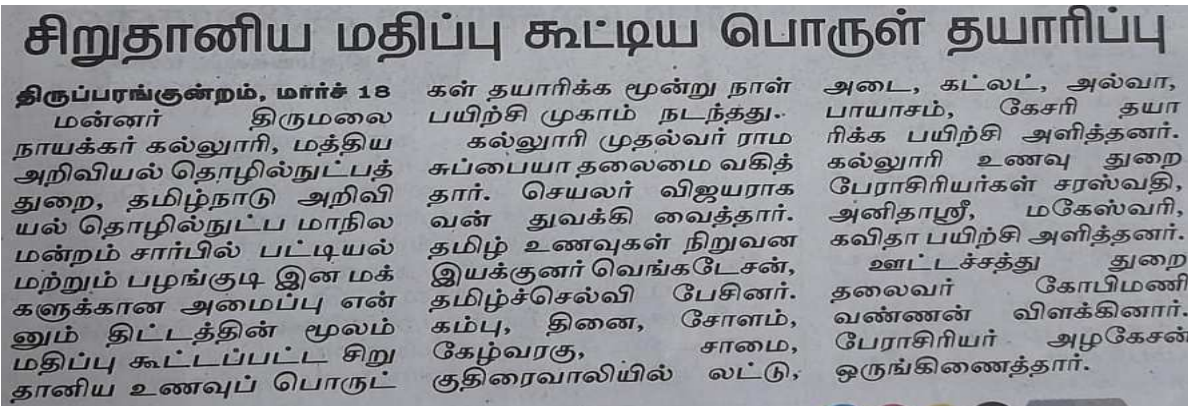 சிறுதானிய மதிப்பு கூட்டிய பொருள் தயாரிப்பு
திருப்பரங்குன்றம், மார்ச் 18
மன்னர் திருமலை
நாயக்கர் கல்லூரி, மத்திய
அறிவியல் தொழில்நுட்பத்
துறை, தமிழ்நாடு அறிவி
யல் தொழில்நுட்ப மாநில
மன்றம் சார்பில் பட்டியல்
மற்றும் பழங்குடி இன மக்
களுக்கான அமைப்பு என்
னும் திட்டத்தின் மூலம்
மதிப்பு கூட்டப்பட்ட சிறு
தானிய உணவுப் பொருட்
கள் தயாரிக்க மூன்று நாள்
பயிற்சி முகாம் நடந்தது.
கல்லூரி முதல்வர் ராம
சுப்பையா தலைமை வகித்
தார். செயலர் விஜயராக
வன் துவக்கி வைத்தார்.
தமிழ் உணவுகள் நிறுவன
இயக்குனர் வெங்கடேசன்,
தமிழ்ச்செல்வி பேசினர்.
கம்பு, தினை, சோளம்,
கேழ்வரகு, சாமை,
குதிரைவாலியில் லட்டு,
அடை, கட்லட், அல்வா,
பாயாசம், கேசரி தயா
ரிக்க பயிற்சி அளித்தனர்.
கல்லூரி உணவு துறை
பேராசிரியர்கள் சரஸ்வதி,
அனிதாஸ்ரீ, மகேஸ்வரி,
கவிதா பயிற்சி அளித்தனர்.
ஊட்டச்சத்து துறை
தலைவர் கோபிமணி
வண்ணன் விளக்கினார்.
பேராசிரியர் அழகேசன்
ஒருங்கிணைத்தார்.